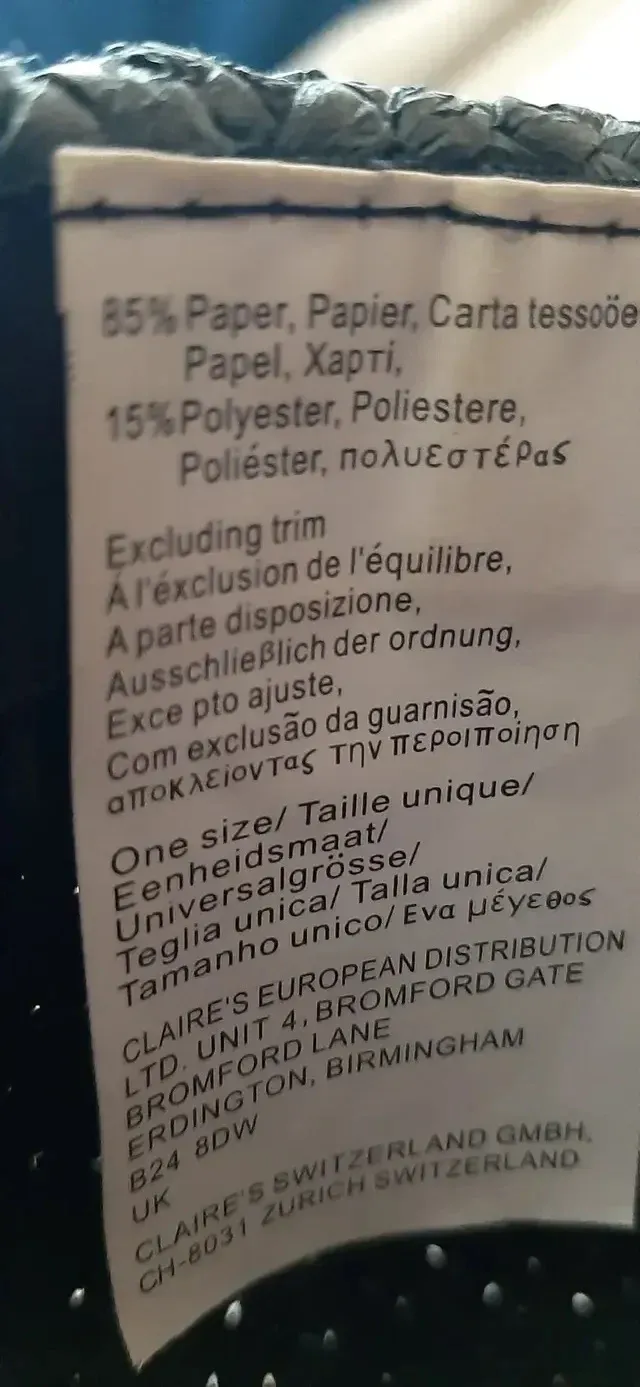 85% Paper, Papier, Carta tessoöe
Papel, Χαρτί,
15% Polyester, Poliestere,
Poliéster, πολυεστέρας
Excluding trim
Á l'éxclusion de l'équilibre,
A parte disposizione,
Ausschlieβlich der ordnung,
Exce pto ajuste,
Com exclusão da guarnisão,
αποκλείοντας την περοιποίηση
One size/ Taille unique/
Eenheidsmaat/
Universalgrösse/
Teglia unica/ Talla unica/
Tamanho unico/ Ενα μέγεθος
CLAIRE'S EUROPEAN DISTRIBUTION
LTD. UNIT 4, BROMFORD GATE
BROMFORD LANE
ERDINGTON, BIRMINGHAM
B24 8DW
UK
CLAIRE'S SWITZERLAND GMBH,
CH-8031 ZURICH SWITZERLAND